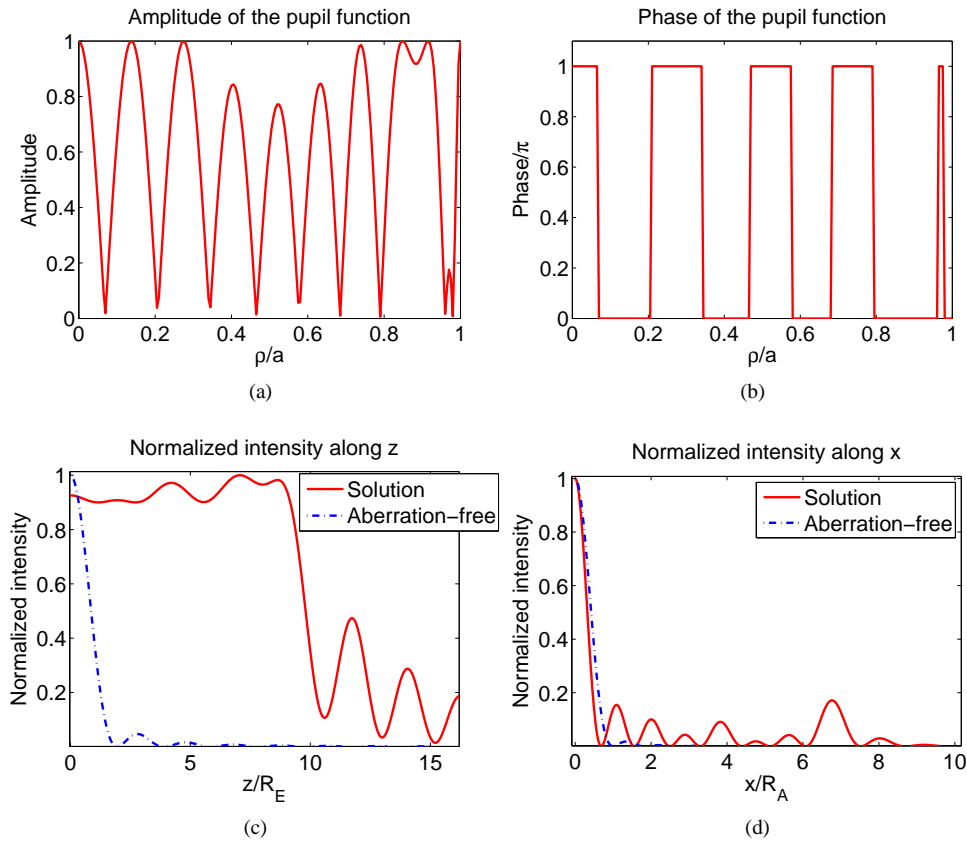 Amplitude of the pupil function
1
0.8
0.6
0.4
0.2
0
Amplitude
0 0.2 0.4 0.6 0.8 1
ρ/a
(a)
Phase of the pupil function
1
0.8
0.6
0.4
0.2
0
Phase/π
0 0.2 0.4 0.6 0.8 1
ρ/a
(b)
Normalized intensity along z
1
0.8
0.6
0.4
0.2
Normalized intensity
Solution
Aberration-free
0 5 10 15
z/R_E
(c)
Normalized intensity along x
1
0.8
0.6
0.4
0.2
Normalized intensity
Solution
Aberration-free
0 2 4 6 8 10
x/R_A
(d)